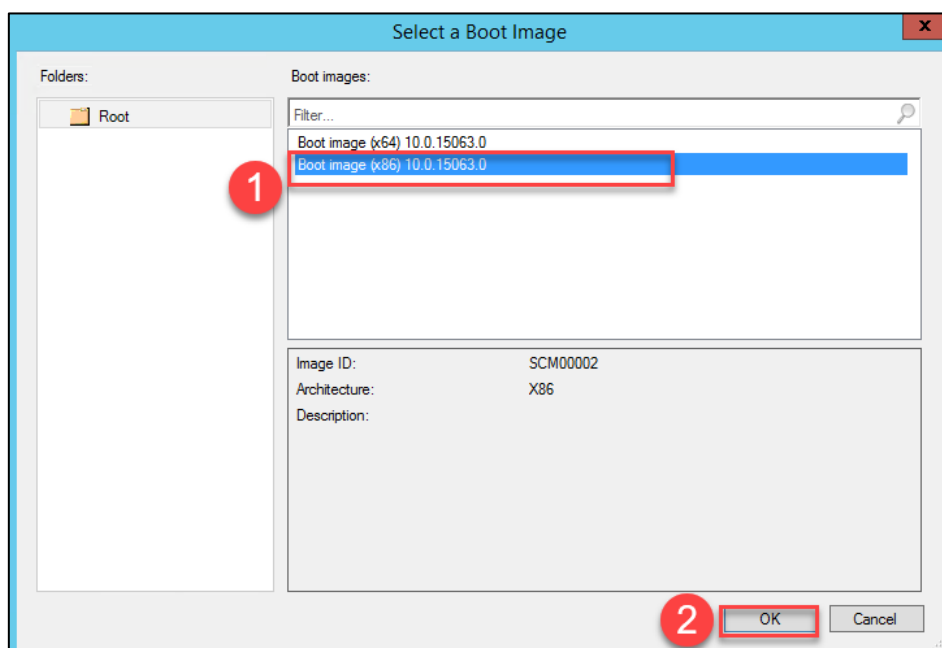 Select a Boot Image
x
Folders:
Boot images:
Root
Filter...
Boot image (x64) 10.0.15063.0
Boot image (x86) 10.0.15063.0
1
Image ID: SCM00002
Architecture: X86
Description:
2 OK Cancel